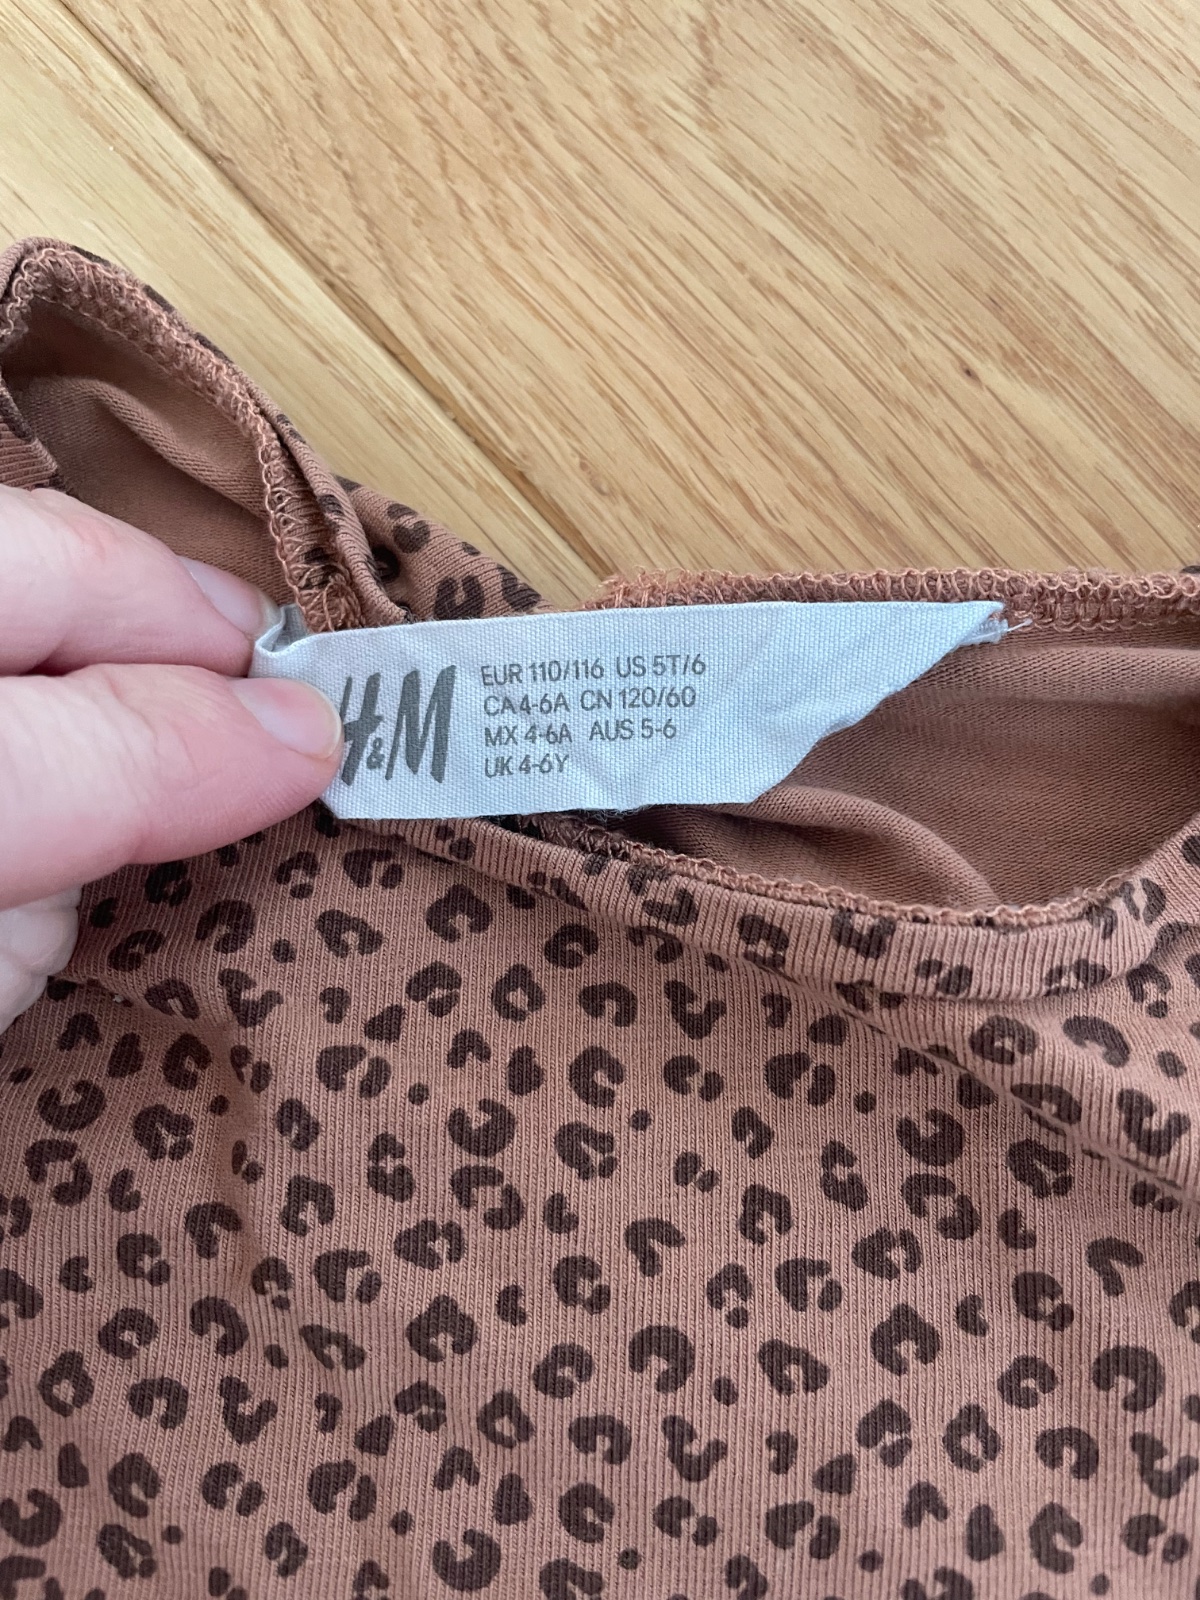 H&M
EUR 110/116 US 5T/6
CA 4-6A CN 120/60
MX 4-6A AUS 5-6
UK 4-6Y